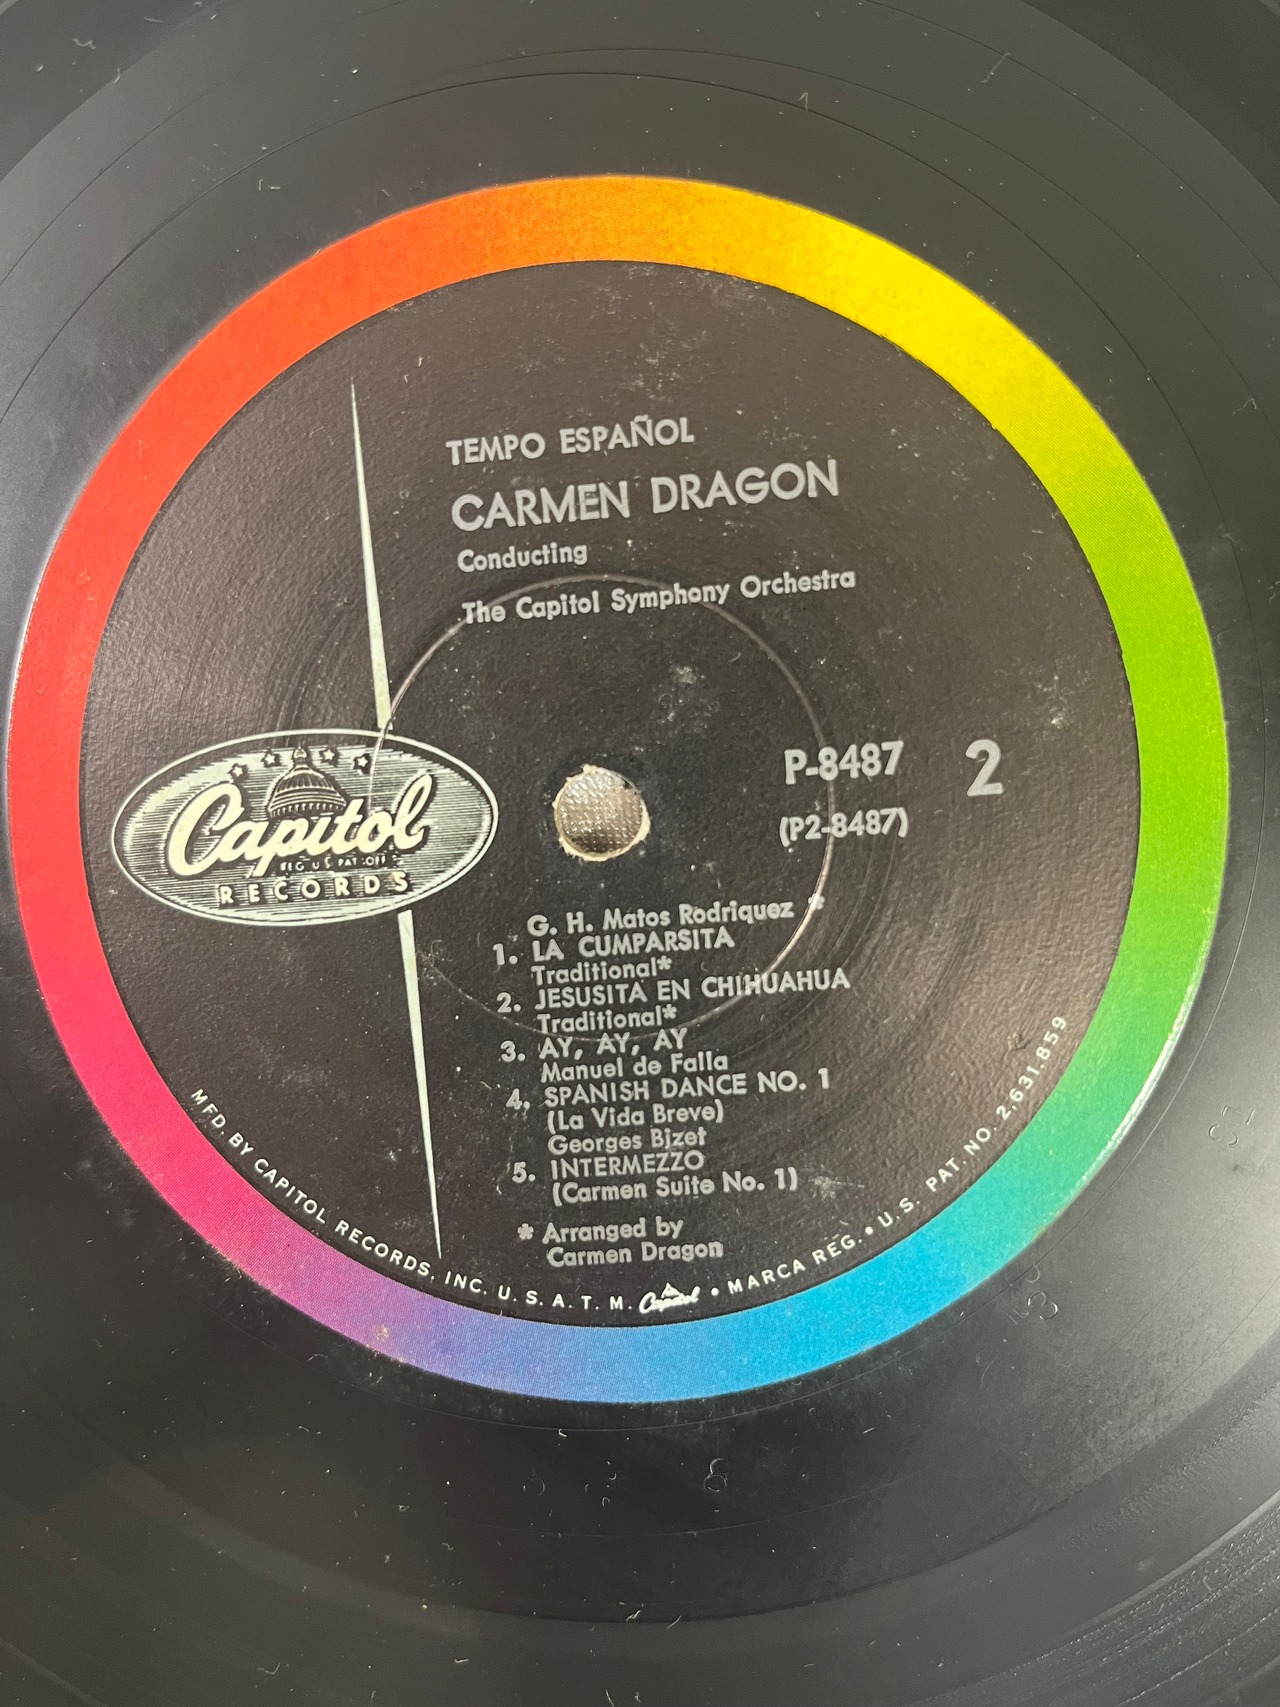 TEMPO ESPAÑOL
CARMEN DRAGON
Conducting
The Capitol Symphony Orchestra
P-8487 2
(P2-8487)
Capitol
REG. U.S. PAT. OFF.
RECORDS
G. H. Matos Rodriquez *
1. LA CUMPARSITA
Traditional*
2. JESUSITA EN CHIHUAHUA
Traditional*
3. AY, AY, AY
Manuel de Falla
4. SPANISH DANCE NO. 1
(La Vida Breve)
Georges Bizet
5. INTERMEZZO
(Carmen Suite No. 1)
* Arranged by
Carmen Dragon
MFD. BY CAPITOL RECORDS, INC. U. S. A. T. M. Capitol • MARCA REG. • U.S. PAT. NO. 2,631,859